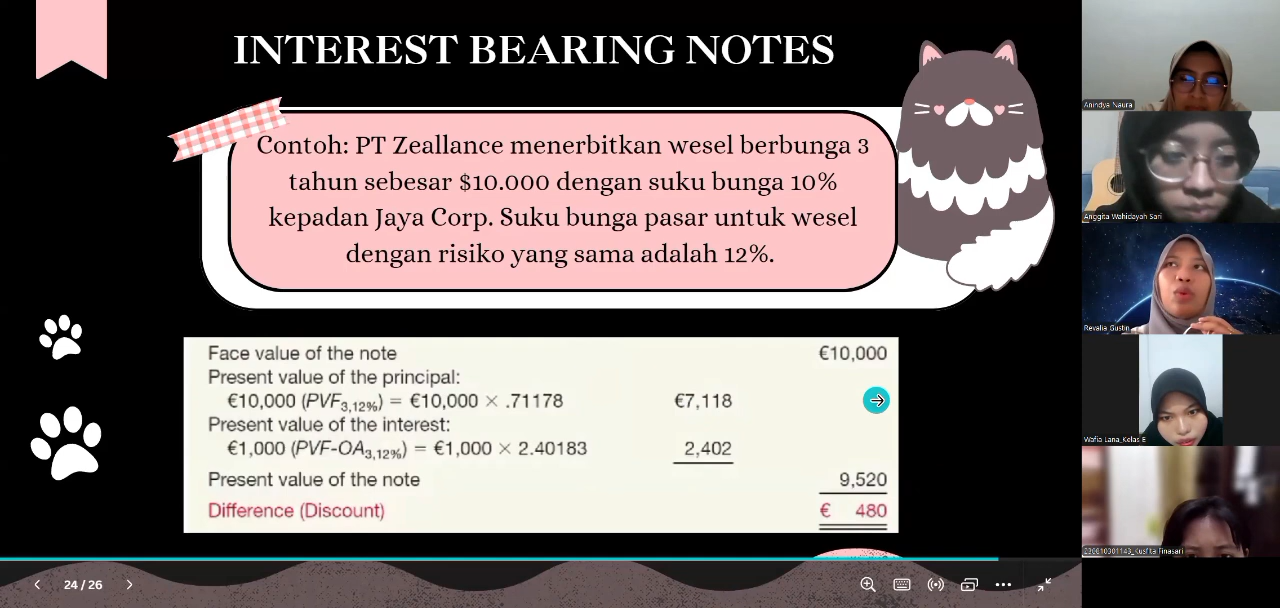 INTEREST BEARING NOTES
Contoh: PT Zeallance menerbitkan wesel berbunga 3
tahun sebesar $10.000 dengan suku bunga 10%
kepadan Jaya Corp. Suku bunga pasar untuk wesel
dengan risiko yang sama adalah 12%.
Face value of the note €10,000
Present value of the principal:
€10,000 (PVF3,12%) = €10,000 × .71178 €7,118
Present value of the interest:
€1,000 (PVF-OA3,12%) = €1,000 × 2.40183 2,402
Present value of the note 9,520
Difference (Discount) € 480
24 / 26
Anindya Naura
Anggita Wahidayah Sari
Revalia Gustin
Wafia Lana_Kelas E
Kusfita Finasari